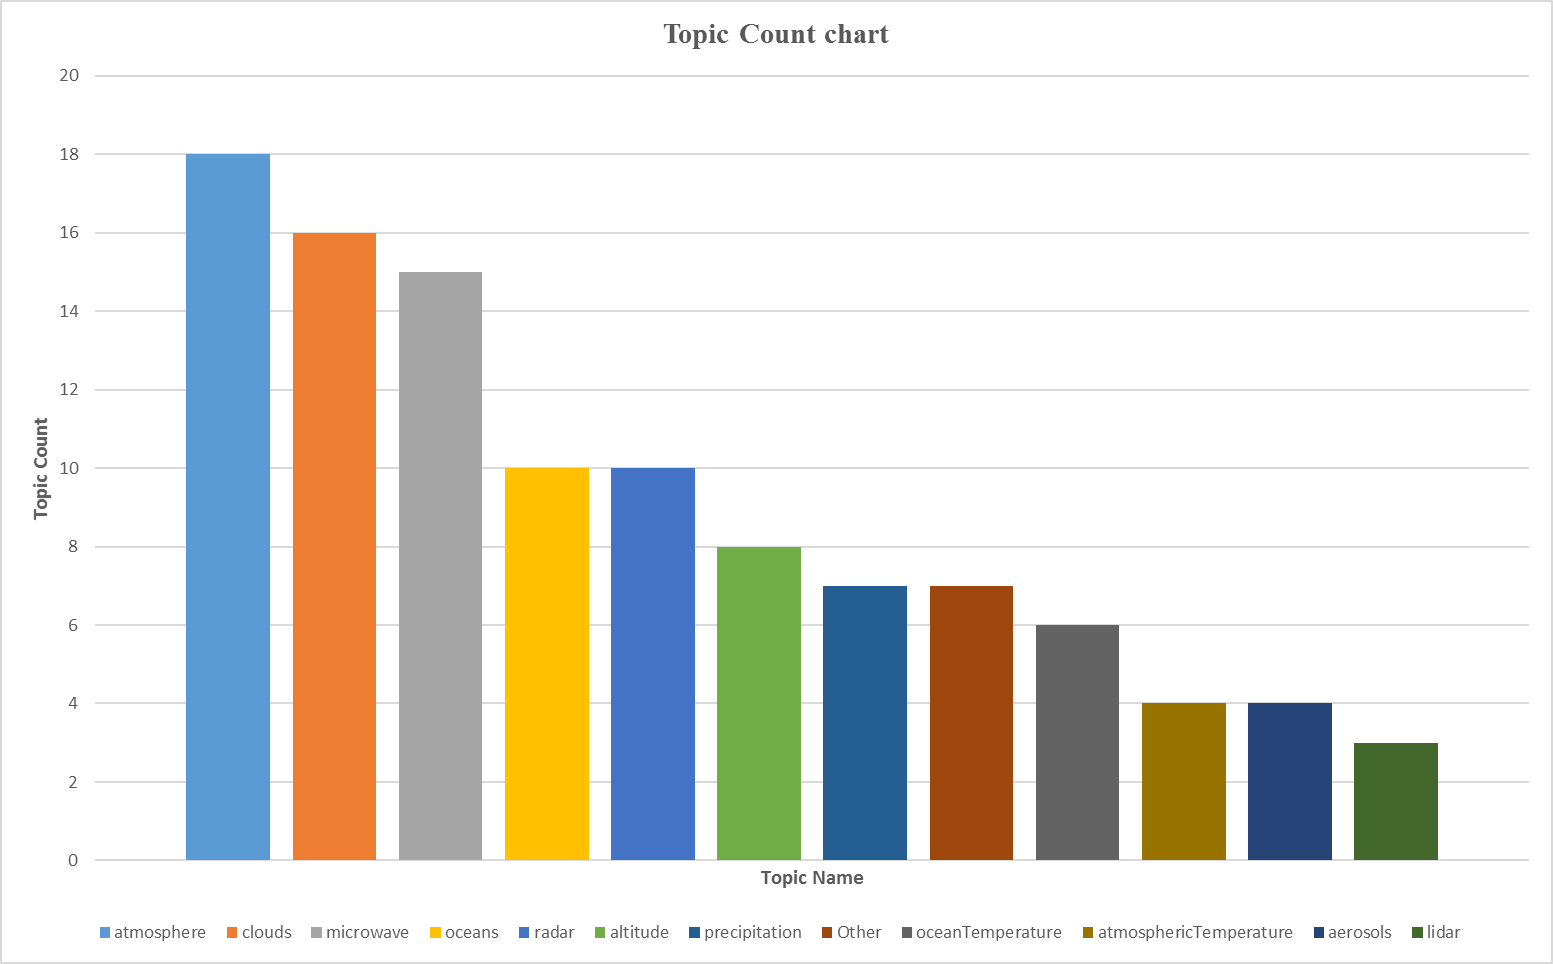 Topic Count chart
20
18
16
14
12
10
8
6
4
2
0
Topic Count
Topic Name
atmosphere clouds microwave oceans radar altitude precipitation Other oceanTemperature atmosphericTemperature aerosols lidar